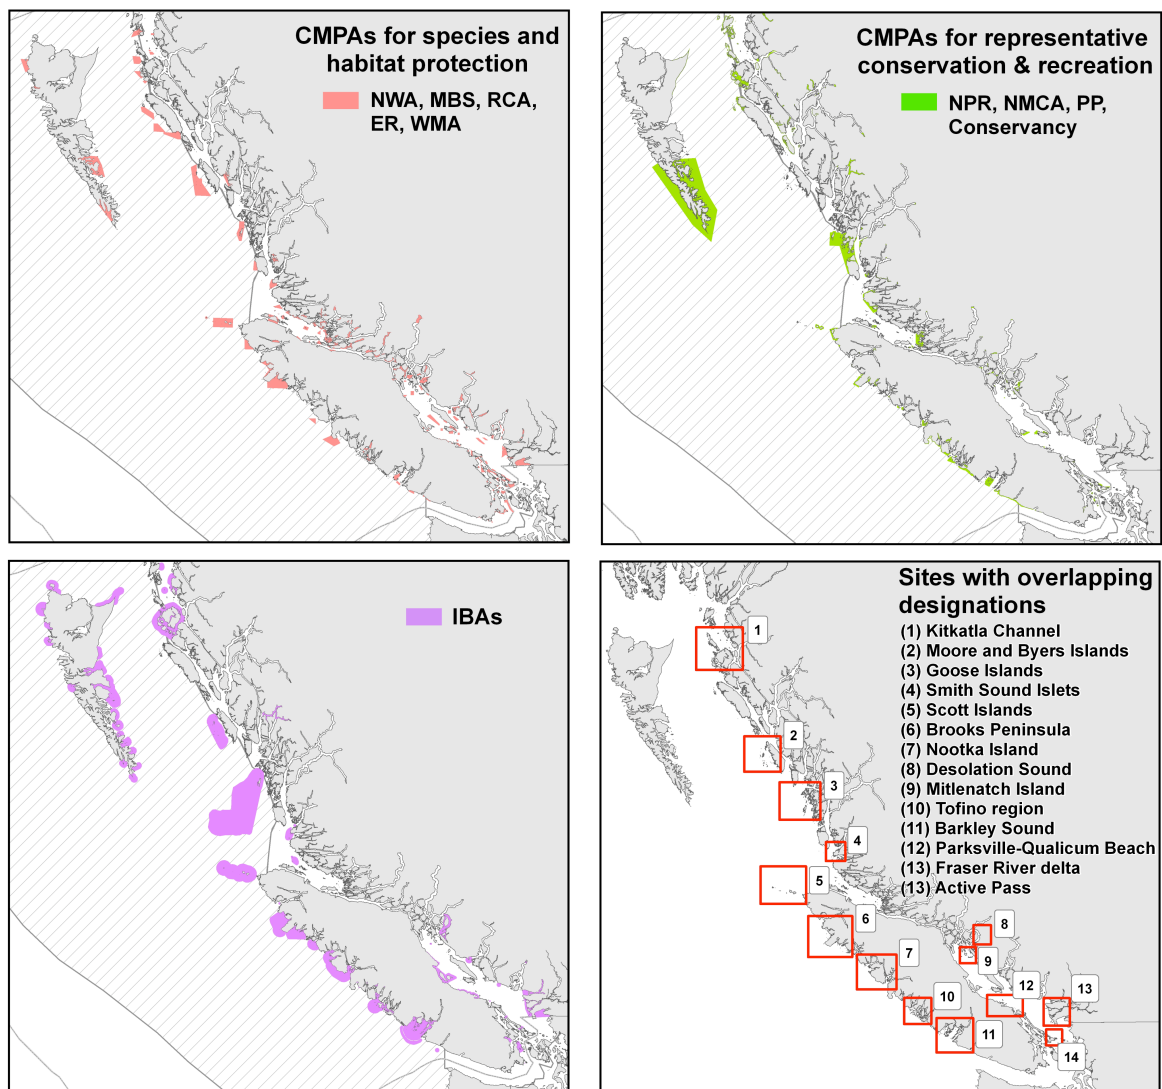 CMPAs for species and
habitat protection
NWA, MBS, RCA,
ER, WMA
CMPAs for representative
conservation & recreation
NPR, NMCA, PP,
Conservancy
IBAs
Sites with overlapping
designations
(1) Kitkatla Channel
(2) Moore and Byers Islands
(3) Goose Islands
(4) Smith Sound Islets
(5) Scott Islands
(6) Brooks Peninsula
(7) Nootka Island
(8) Desolation Sound
(9) Mitlenatch Island
(10) Tofino region
(11) Barkley Sound
(12) Parksville-Qualicum Beach
(13) Fraser River delta
(13) Active Pass
1
2
3
4
5
6
7
8
9
10
11
12
13
14